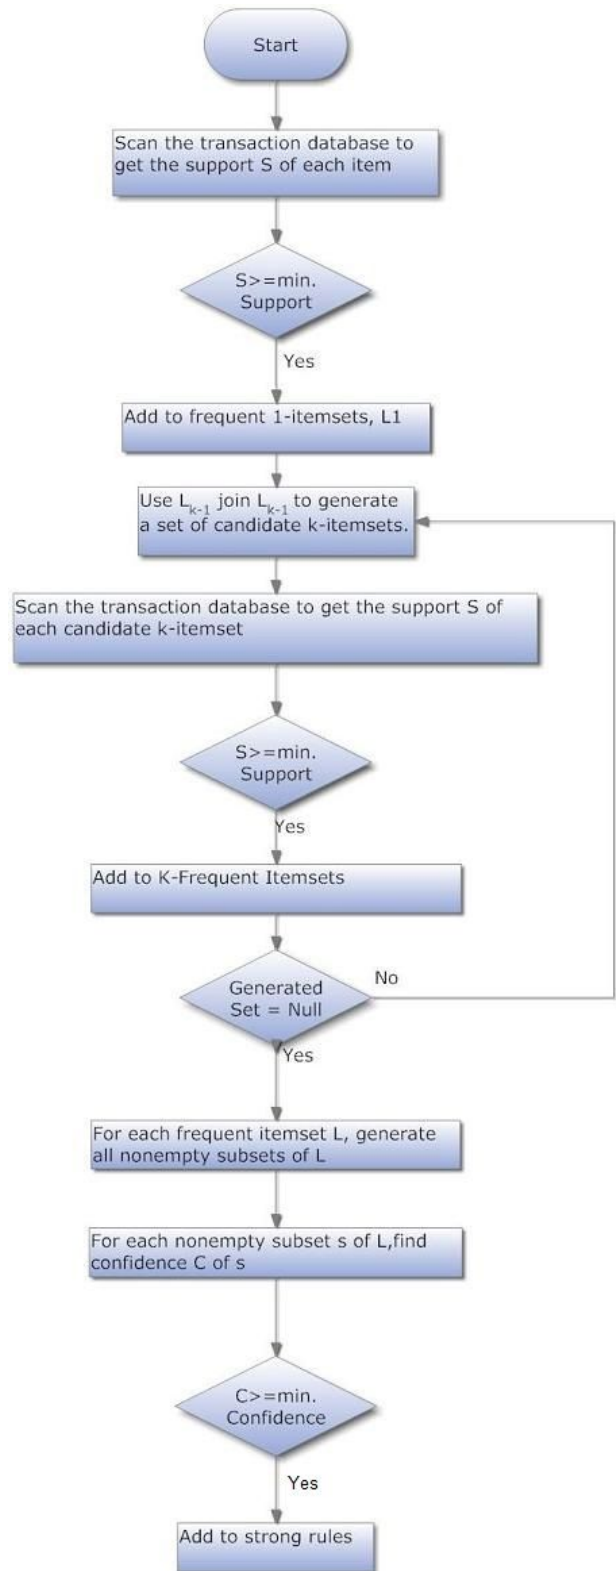 Start
Scan the transaction database to
get the support S of each item
S>=min.
Support
Yes
Add to frequent 1-itemsets, L1
Use Lk-1 join Lk-1 to generate
a set of candidate k-itemsets.
Scan the transaction database to get the support S of
each candidate k-itemset
S>=min.
Support
Yes
Add to K-Frequent Itemsets
No
Generated
Set = Null
Yes
For each frequent itemset L, generate
all nonempty subsets of L
For each nonempty subset s of L,find
confidence C of s
C>=min.
Confidence
Yes
Add to strong rules